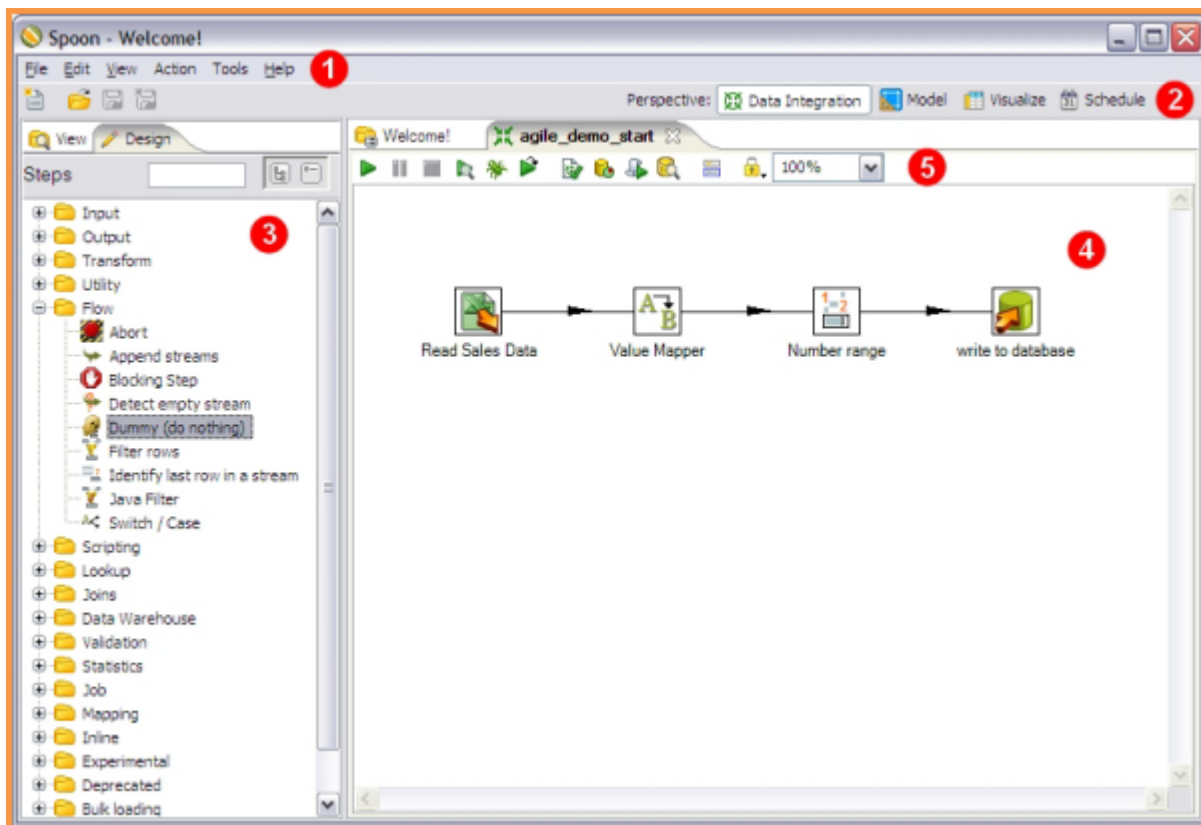 Spoon - Welcome!
File Edit View Action Tools Help 1
Perspective: Data Integration Model 31 Visualize Schedule 2
View Design
Welcome! agile_demo_start
Steps
100% 5
3
4
Input
Output
Transform
Utility
Flow
Abort
Append streams
Blocking Step
Detect empty stream
Dummy (do nothing)
Filter rows
Identify last row in a stream
Java Filter
Switch / Case
Scripting
Lookup
Joins
Data Warehouse
Validation
Statistics
Job
Mapping
Inline
Experimental
Deprecated
Bulk loading
A B
1 2
Read Sales Data Value Mapper Number range write to database